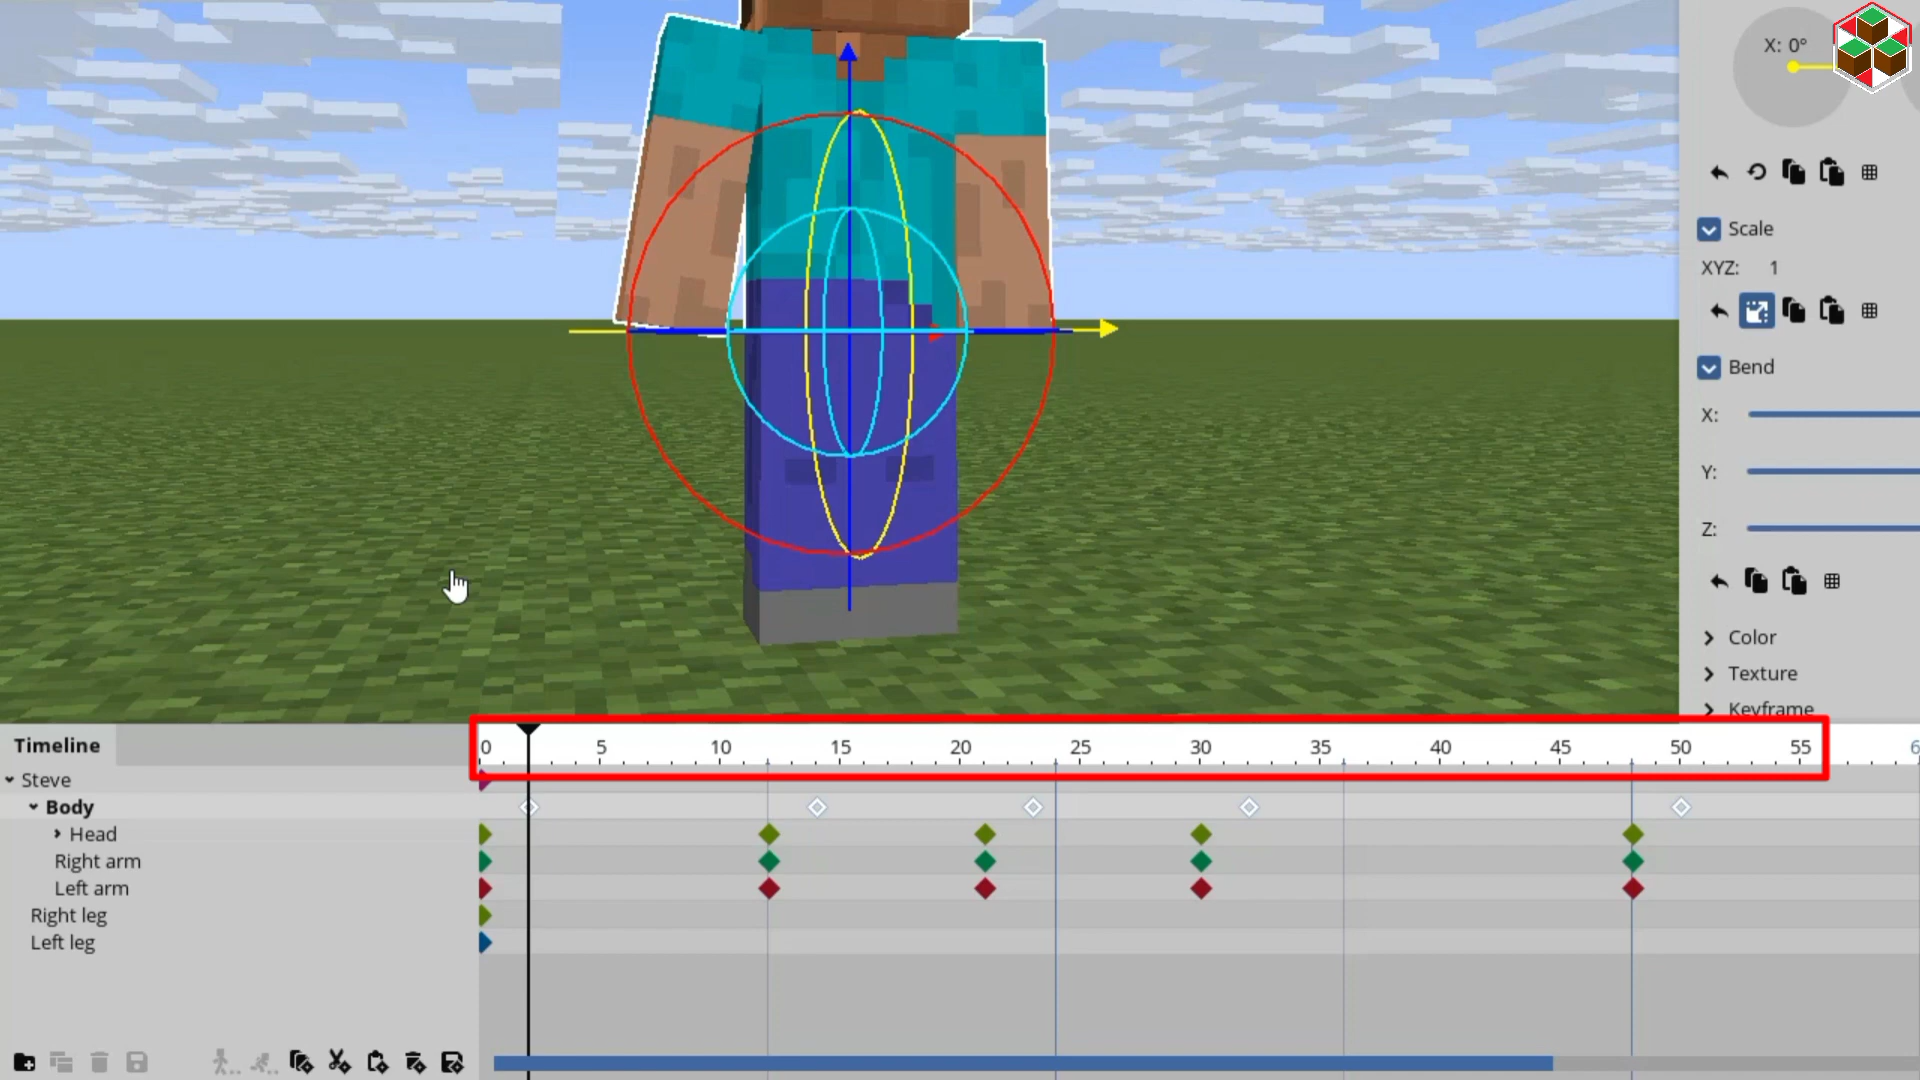 X: 0°
Scale
XYZ: 1
Bend
X:
Y:
Z:
Color
Texture
Keyframe
Timeline
0 5 10 15 20 25 30 35 40 45 50 55
Steve
Body
Head
Right arm
Left arm
Right leg
Left leg